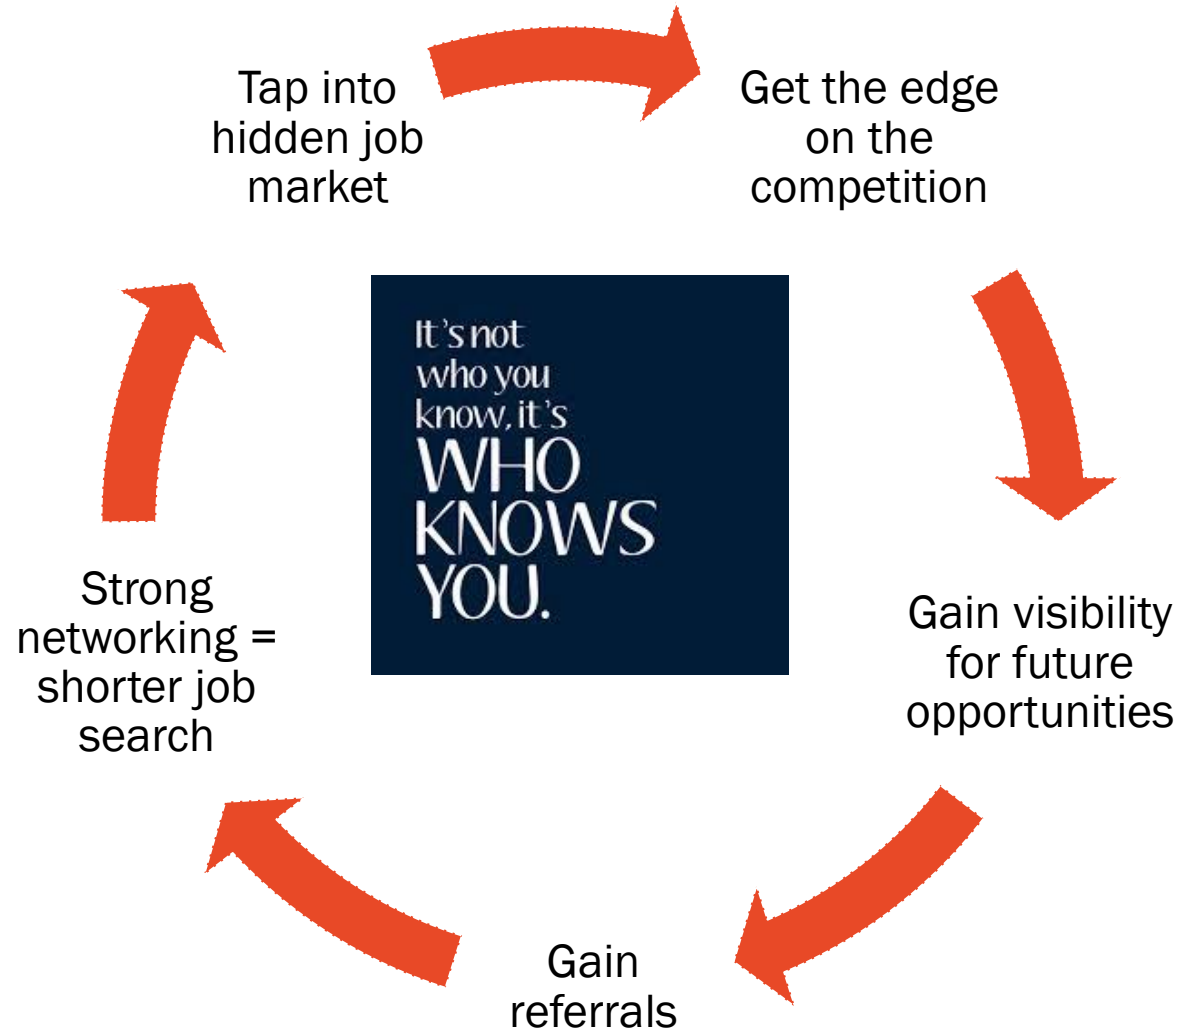 Tap into
hidden job
market
Get the edge
on the
competition
It's not
who you
know, it's
WHO
KNOWS
YOU.
Gain visibility
for future
opportunities
Gain
referrals
Strong
networking =
shorter job
search